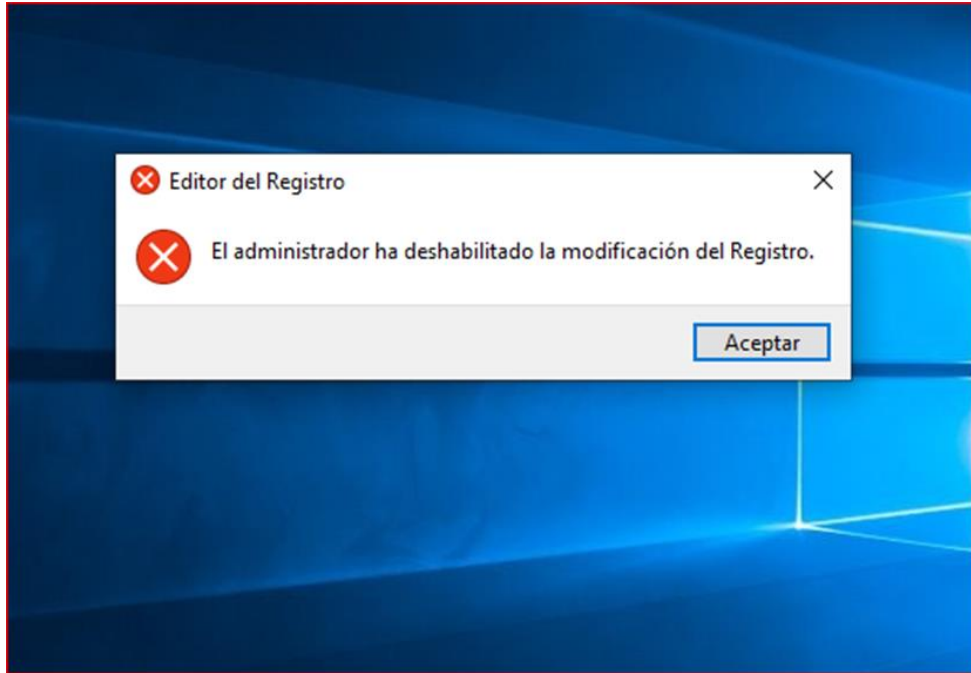 Editor del Registro
El administrador ha deshabilitado la modificación del Registro.
Aceptar